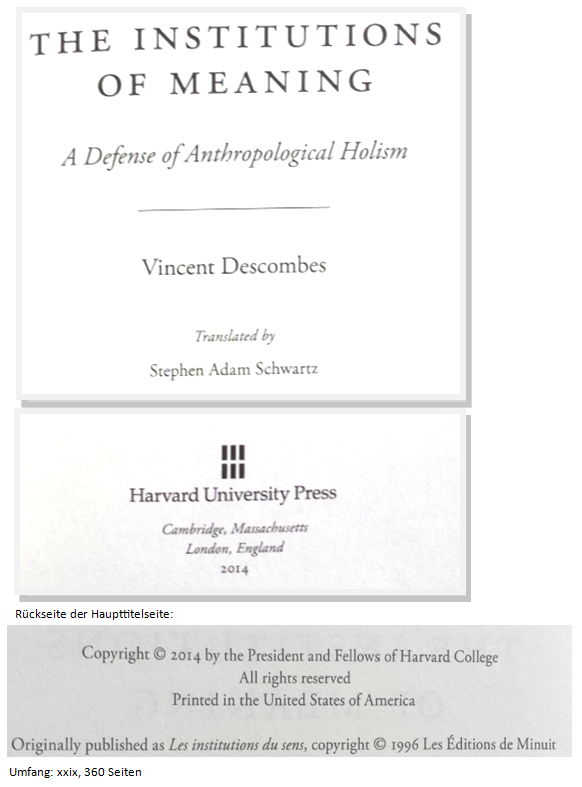 THE INSTITUTIONS
OF MEANING
A Defense of Anthropological Holism
Vincent Descombes
Translated by
Stephen Adam Schwartz
Harvard University Press
Cambridge, Massachusetts
London, England
2014
Rückseite der Haupttitelseite:
Copyright © 2014 by the President and Fellows of Harvard College
All rights reserved
Printed in the United States of America
Originally published as Les institutions du sens, copyright © 1996 Les Éditions de Minuit
Umfang: xxix, 360 Seiten